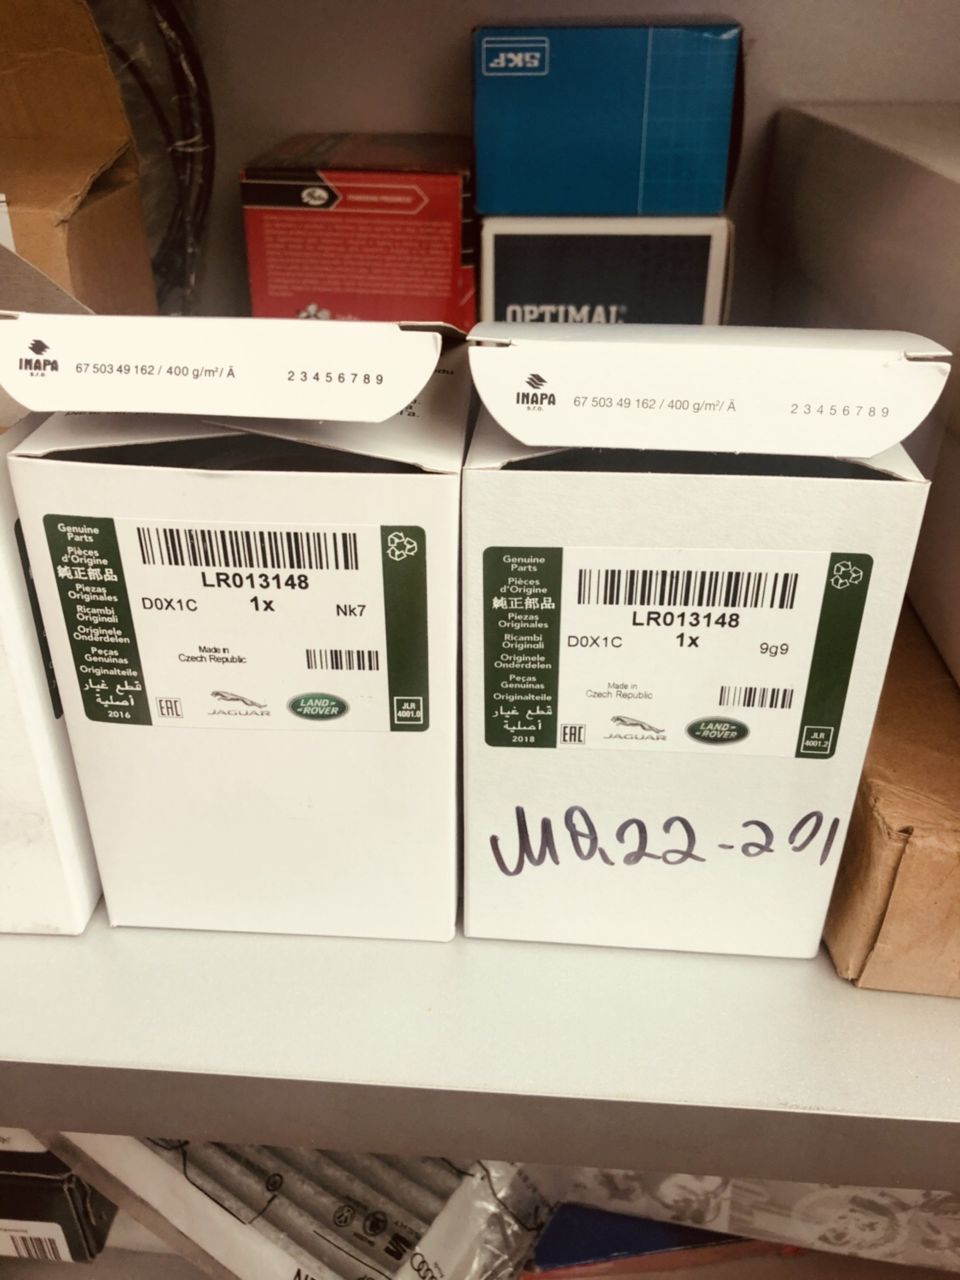 SKF
Gates
POWERING PROGRESS
OPTIMAL®
INAPA
s.r.o.
67 503 49 162 / 400 g/m²/ Ä
2 3 4 5 6 7 8 9
INAPA
s.r.o.
67 503 49 162 / 400 g/m²/ Ä
2 3 4 5 6 7 8 9
Genuine
Parts
Pièces
d'Origine
純正部品
Piezas
Originales
Ricambi
Originali
Originele
Onderdelen
Peças
Genuinas
Originalteile
قطع غيار
أصلية
2016
LR013148
D0X1C
1x
Nk7
Made in
Czech Republic
EAC
JAGUAR
LAND-
-ROVER
JLR
4001.0
Genuine
Parts
Pièces
d'Origine
純正部品
Piezas
Originales
Ricambi
Originali
Originele
Onderdelen
Peças
Genuinas
Originalteile
قطع غيار
أصلية
2018
LR013148
D0X1C
1x
9g9
Made in
Czech Republic
EAC
JAGUAR
LAND-
-ROVER
JLR
4001.2